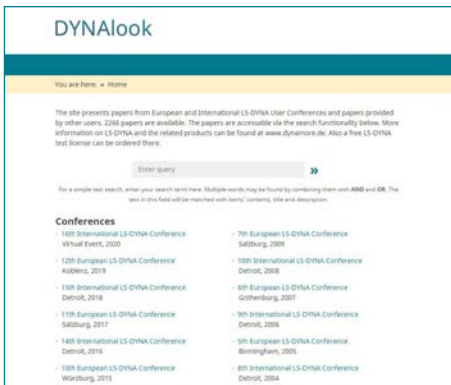 DYNAlook
You are here: » Home
The site presents papers from European and International LS-DYNA User Conferences and papers provided
by other users. 2266 papers are available. The papers are accessable via the search functionality below. More
information on LS-DYNA and the related products can be found at www.dynamore.de. Also a free LS-DYNA
test license can be ordered there.
Enter query »
For a simple text search, enter your search term here. Multiple words may be found by combining them with AND and OR. The
text in this field will be matched with items' contents, title and description.
Conferences
- 16th International LS-DYNA Conference
Virtual Event, 2020
- 12th European LS-DYNA Conference
Koblenz, 2019
- 15th International LS-DYNA Conference
Detroit, 2018
- 11th European LS-DYNA Conference
Salzburg, 2017
- 14th International LS-DYNA Conference
Detroit, 2016
- 10th European LS-DYNA Conference
Würzburg, 2015
- 7th European LS-DYNA Conference
Salzburg, 2009
- 10th International LS-DYNA Conference
Detroit, 2008
- 6th European LS-DYNA Conference
Gothenburg, 2007
- 9th International LS-DYNA Conference
Detroit, 2006
- 5th European LS-DYNA Conference
Birmingham, 2005
- 8th International LS-DYNA Conference
Detroit, 2004